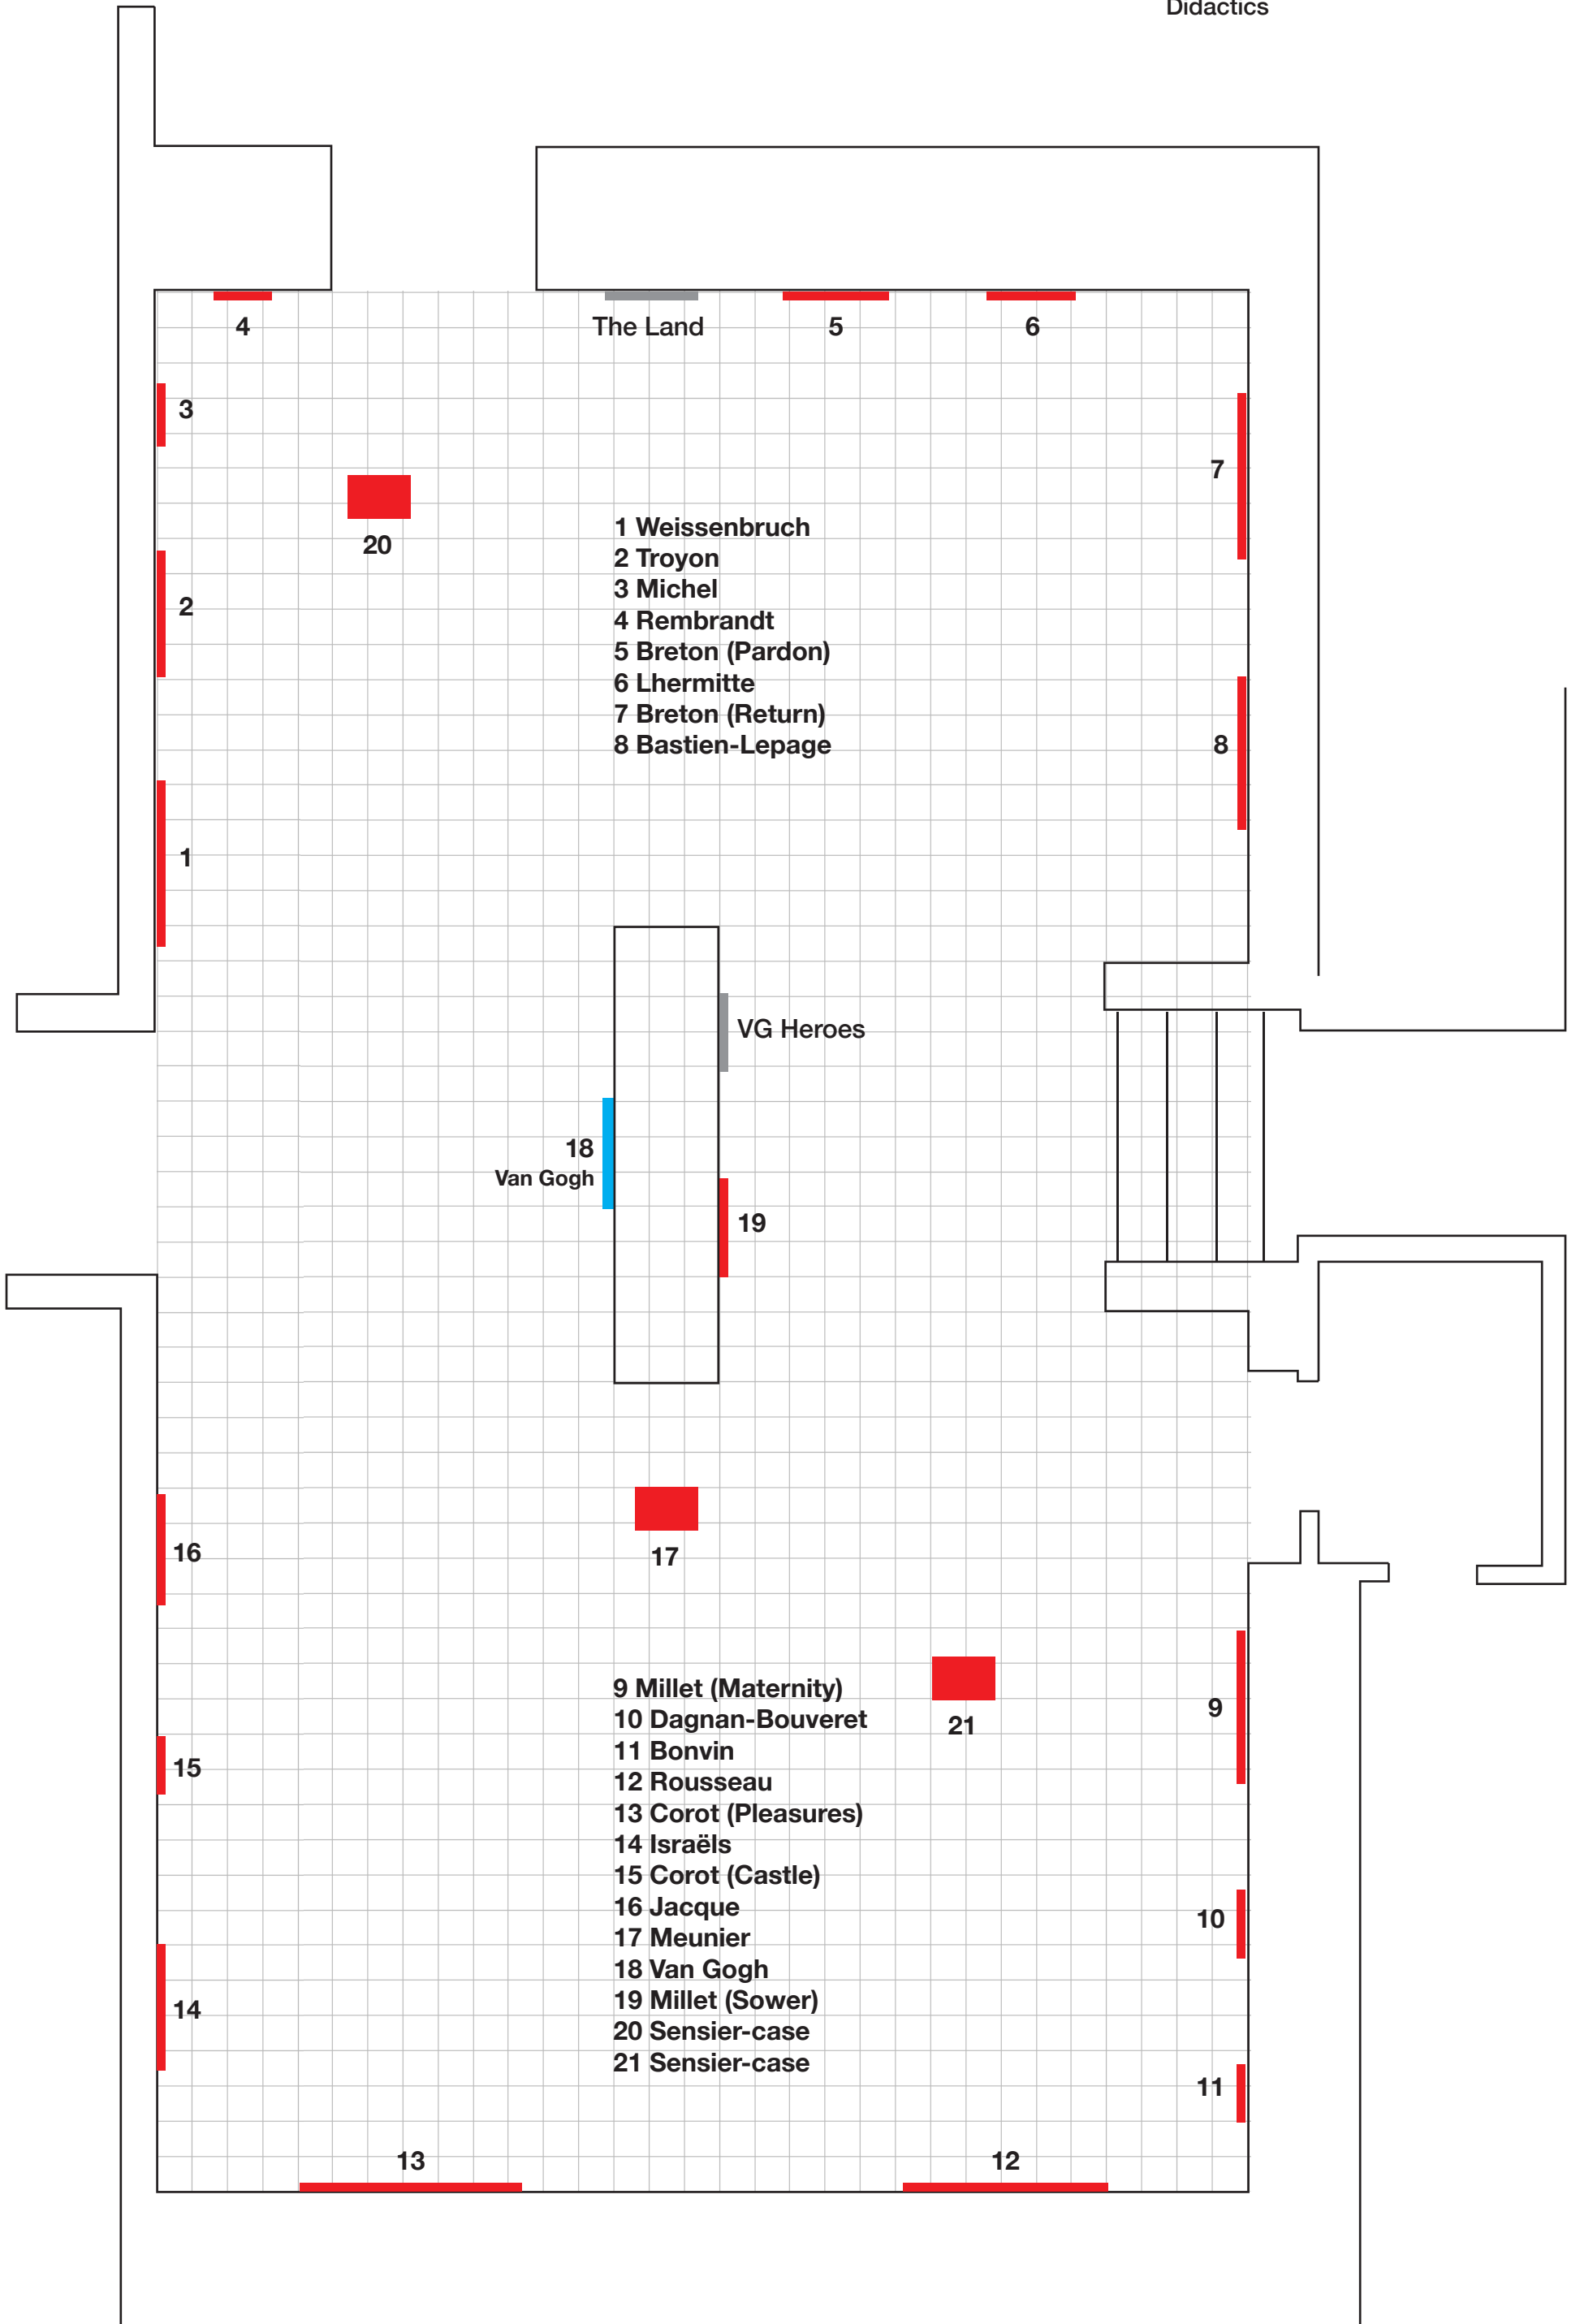 Didactics
4
The Land
5
6
3
7
20
1 Weissenbruch
2 Troyon
3 Michel
4 Rembrandt
5 Breton (Pardon)
6 Lhermitte
7 Breton (Return)
8 Bastien-Lepage
2
8
1
VG Heroes
18
Van Gogh
19
16
17
9 Millet (Maternity)
10 Dagnan-Bouveret
11 Bonvin
12 Rousseau
13 Corot (Pleasures)
14 Israëls
15 Corot (Castle)
16 Jacque
17 Meunier
18 Van Gogh
19 Millet (Sower)
20 Sensier-case
21 Sensier-case
21
9
15
10
14
11
13
12